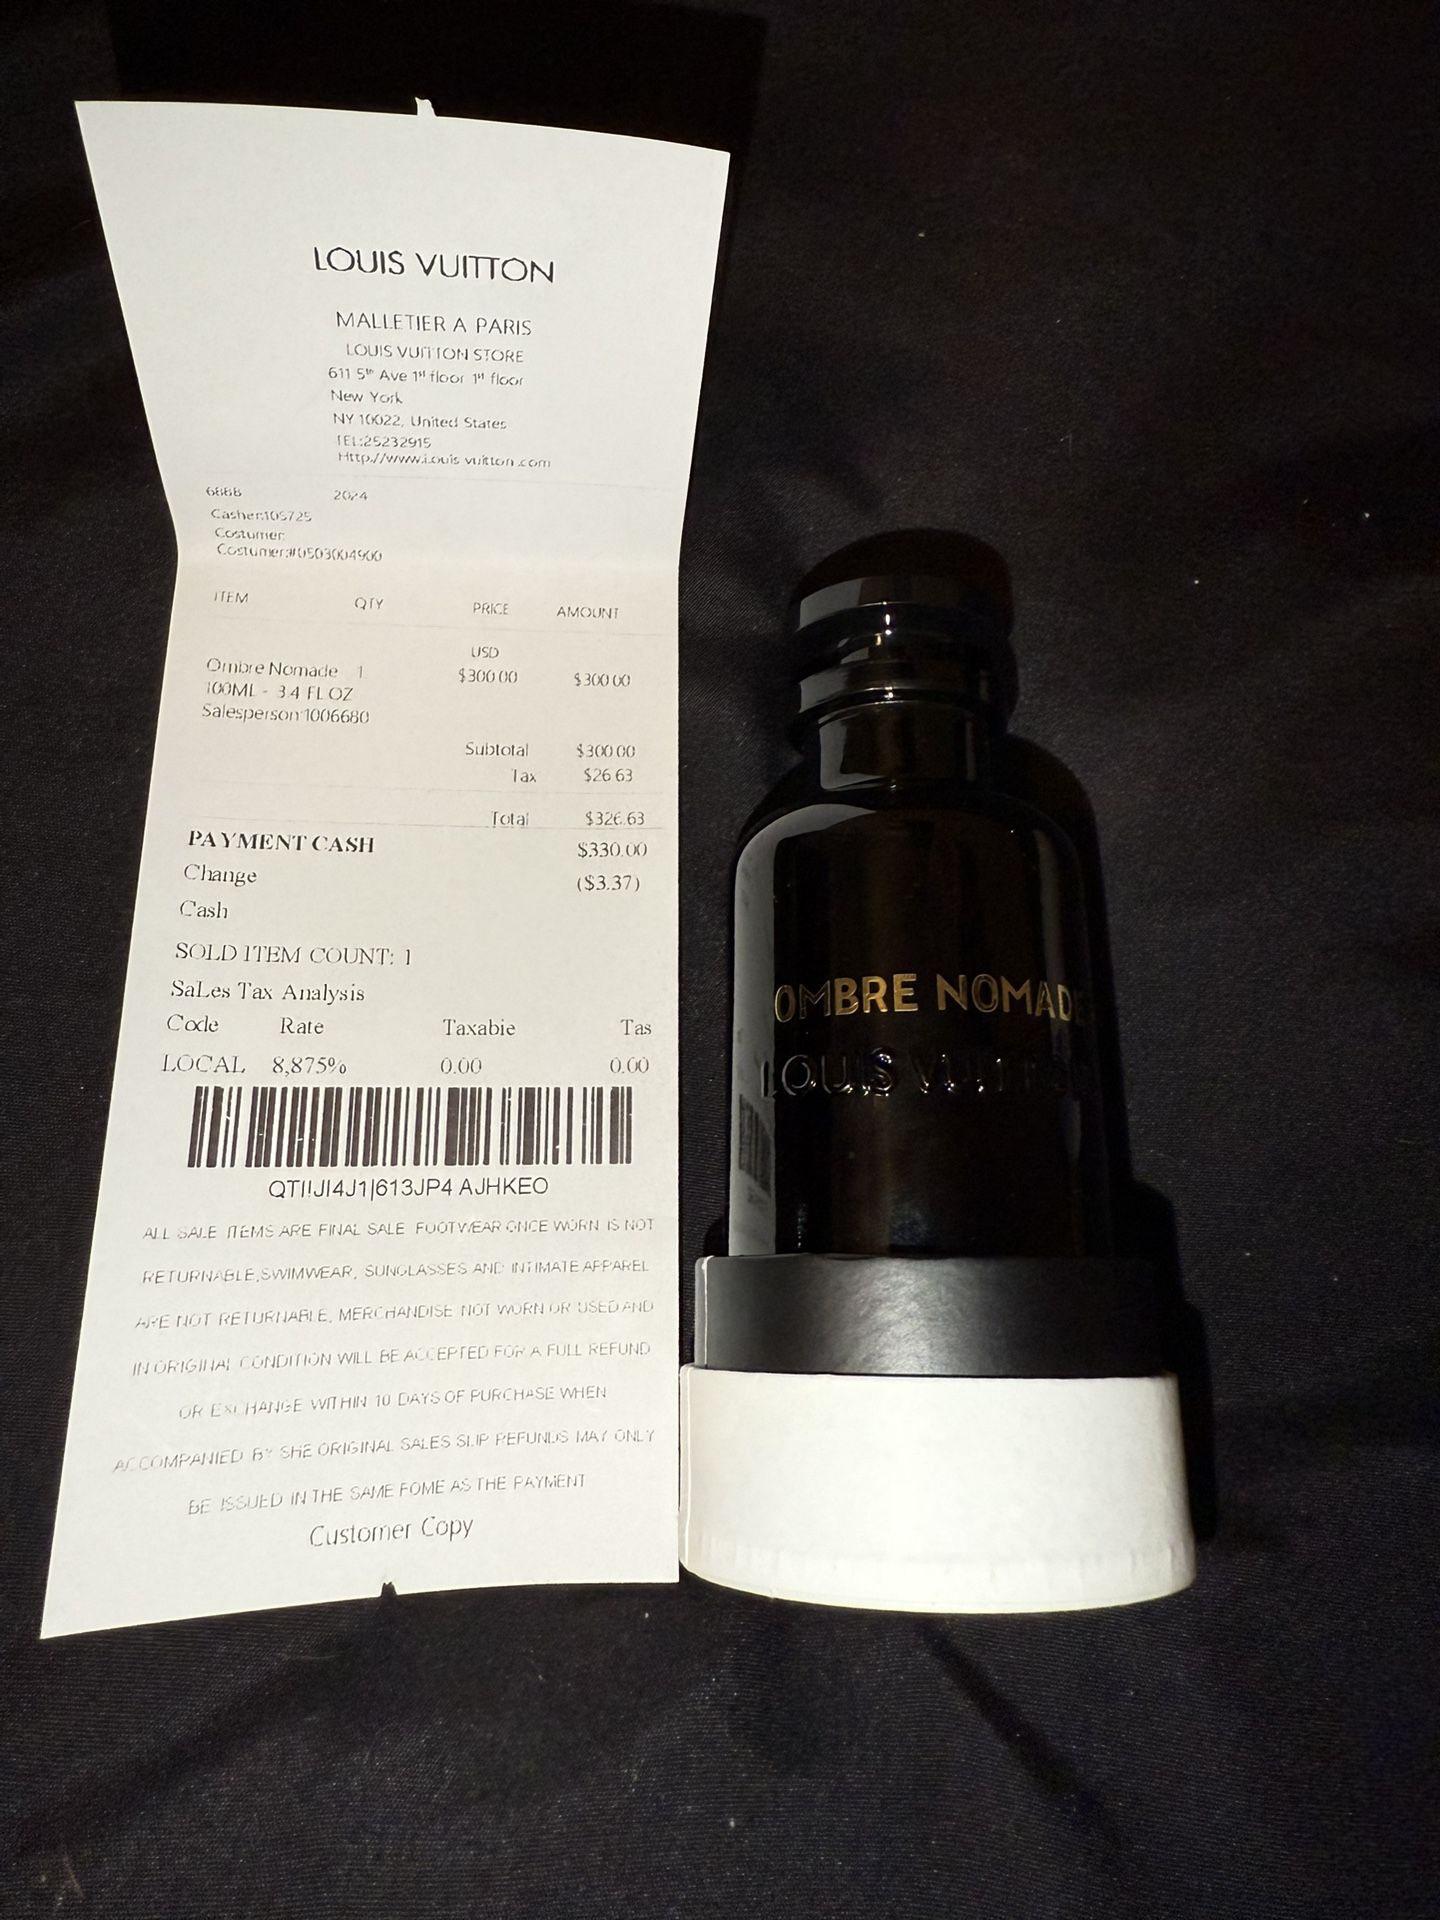 LOUIS VUITTON
MALLETIER A PARIS
LOUIS VUITTON STORE
611 5th Ave 1st floor 1st floor
New York
NY 10022, United States
TEL:25232915
Http://www.Louis vuitton .com
6888 2024
Casher:105725
Costumer:
Costumer:#0503004900
ITEM QTY PRICE AMOUNT
USD
Ombre Nomade 1 $300.00 $300.00
100ML - 3.4 FL OZ
Salesperson 1006680
Subtotal $300.00
Tax $26.63
Total $326.63
PAYMENT CASH $330.00
Change ($3.37)
Cash
SOLD ITEM COUNT: 1
SaLes Tax Analysis
Code Rate Taxabie Tas
LOCAL 8,875% 0.00 0.00
QTI!JI4J1|613JP4 AJHKEO
ALL SALE ITEMS ARE FINAL SALE FOOTWEAR ONCE WORN IS NOT
RETURNABLE,SWIMWEAR, SUNGLASSES AND INTIMATE APPAREL
ARE NOT RETURNABLE, MERCHANDISE NOT WORN OR USED AND
IN ORIGINAL CONDITION WILL BE ACCEPTED FOR A FULL REFUND
OR EXCHANGE WITHIN 10 DAYS OF PURCHASE WHEN
ACCOMPANIED BY SHE ORIGINAL SALES SLIP REFUNDS MAY ONLY
BE ISSUED IN THE SAME FOME AS THE PAYMENT
Customer Copy
OMBRE NOMADE
LOUIS VUITTON